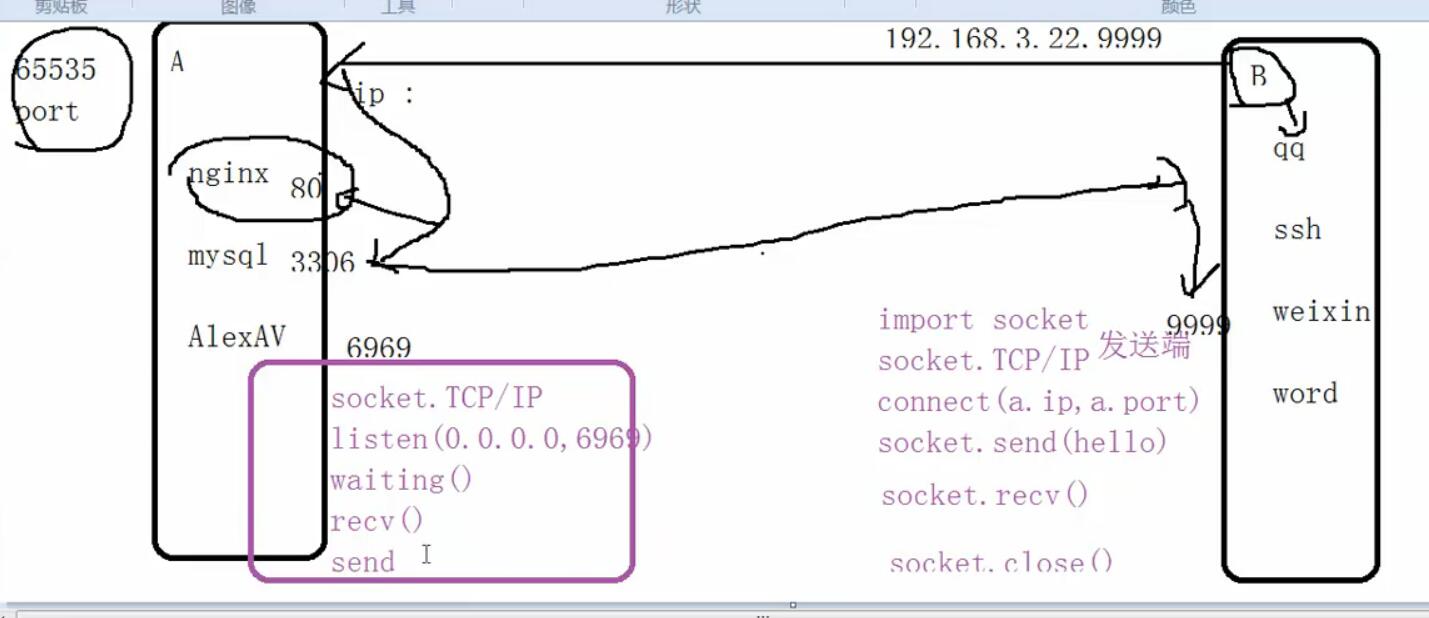 剪贴板
图像
工具
形状
颜色
192.168.3.22.9999
65535
port
A
ip :
B
nginx 80
qq
mysql 3306
ssh
AlexAV
6969
weixin
9999
word
socket.TCP/IP
listen(0.0.0.0,6969)
waiting()
recv()
send
import socket
socket.TCP/IP 发送端
connect(a.ip,a.port)
socket.send(hello)
socket.recv()
socket.close()